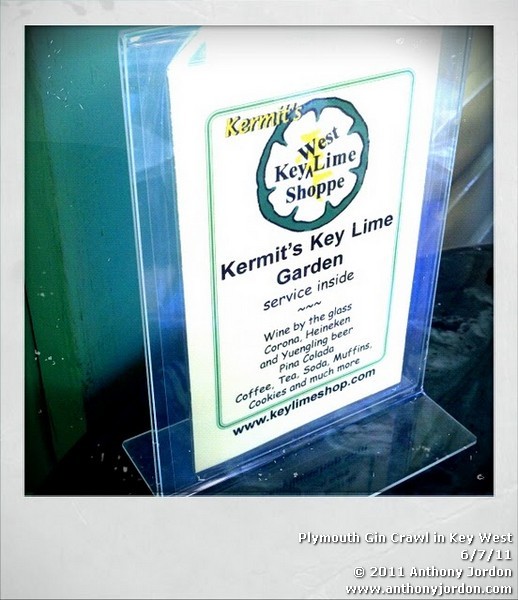 Kermit's
West
Key Lime
Shoppe
Kermit's Key Lime
Garden
service inside
~~~
Wine by the glass
Corona, Heineken
and Yuengling beer
Pina Colada
Coffee, Tea, Soda, Muffins,
Cookies and much more
www.keylimeshop.com
Plymouth Gin Crawl in Key West
6/7/11
© 2011 Anthony Jordon
www.anthonyjordon.com